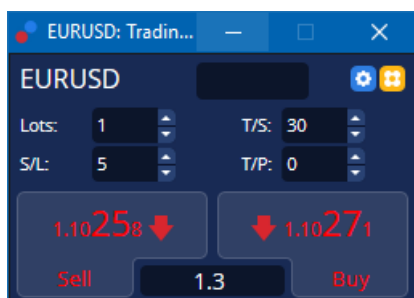 EURUSD: Tradin...
EURUSD
Lots: 1 T/S: 30
S/L: 5 T/P: 0
1.10258 1.10271
Sell 1.3 Buy